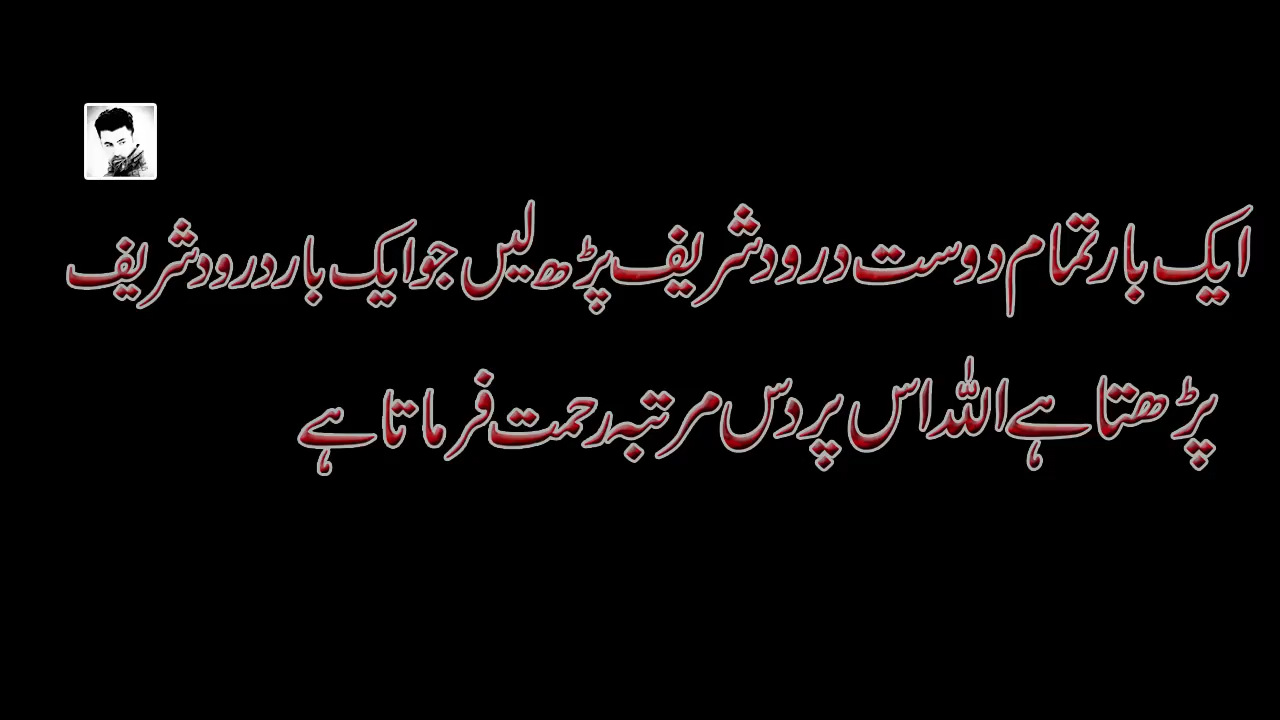 ایک بار تمام دوست درود شریف پڑھ لیں جو ایک بار درود شریف
پڑھتا ہے اللہ اس پر دس مرتبہ رحمت فرماتا ہے